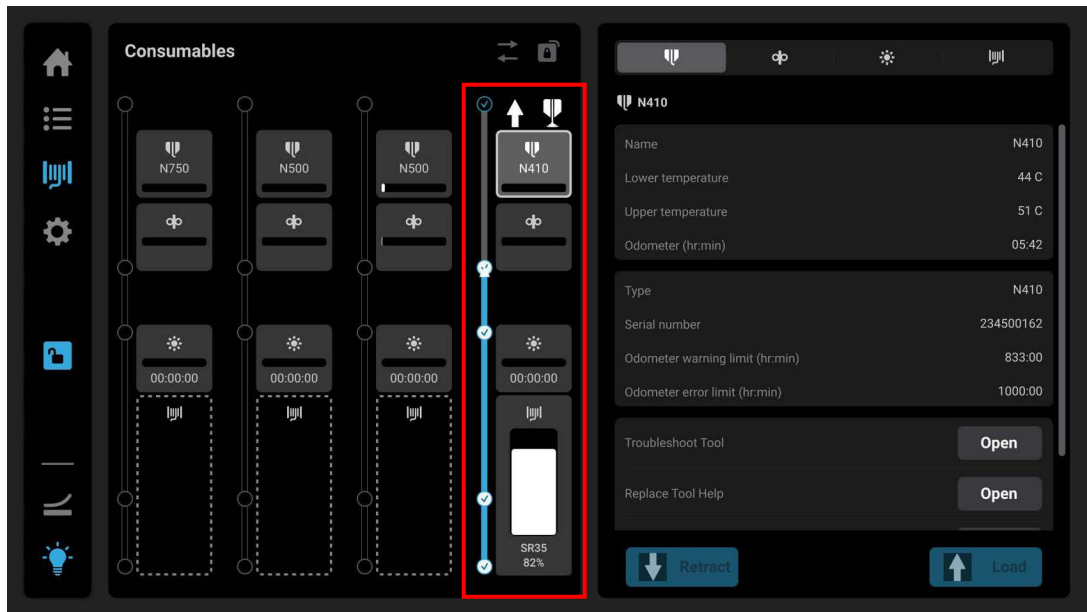 Consumables
N750
N500
N500
N410
00:00:00
00:00:00
00:00:00
00:00:00
SR35
82%
N410
Name N410
Lower temperature 44 C
Upper temperature 51 C
Odometer (hr:min) 05:42
Type N410
Serial number 234500162
Odometer warning limit (hr:min) 833:00
Odometer error limit (hr:min) 1000:00
Troubleshoot Tool Open
Replace Tool Help Open
Retract
Load